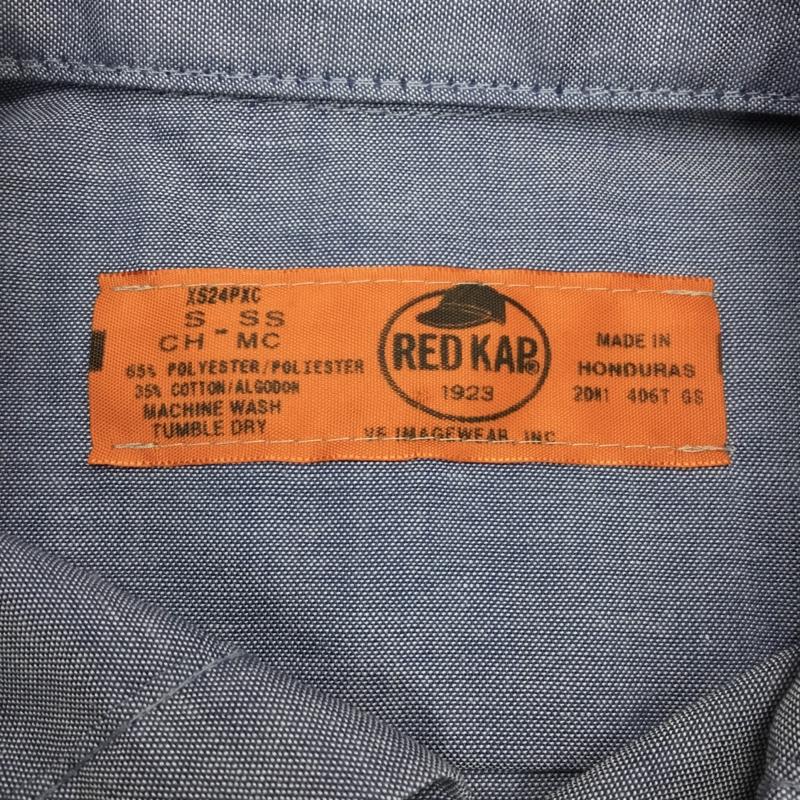 XS24PXC
S - SS
CH MC
65% POLYESTER/POLIESTER
35% COTTON/ALGODON
MACHINE WASH
TUMBLE DRY
RED KAP®
1923
VF IMAGEWEAR, INC
MADE IN
HONDURAS
20M1 406T GS